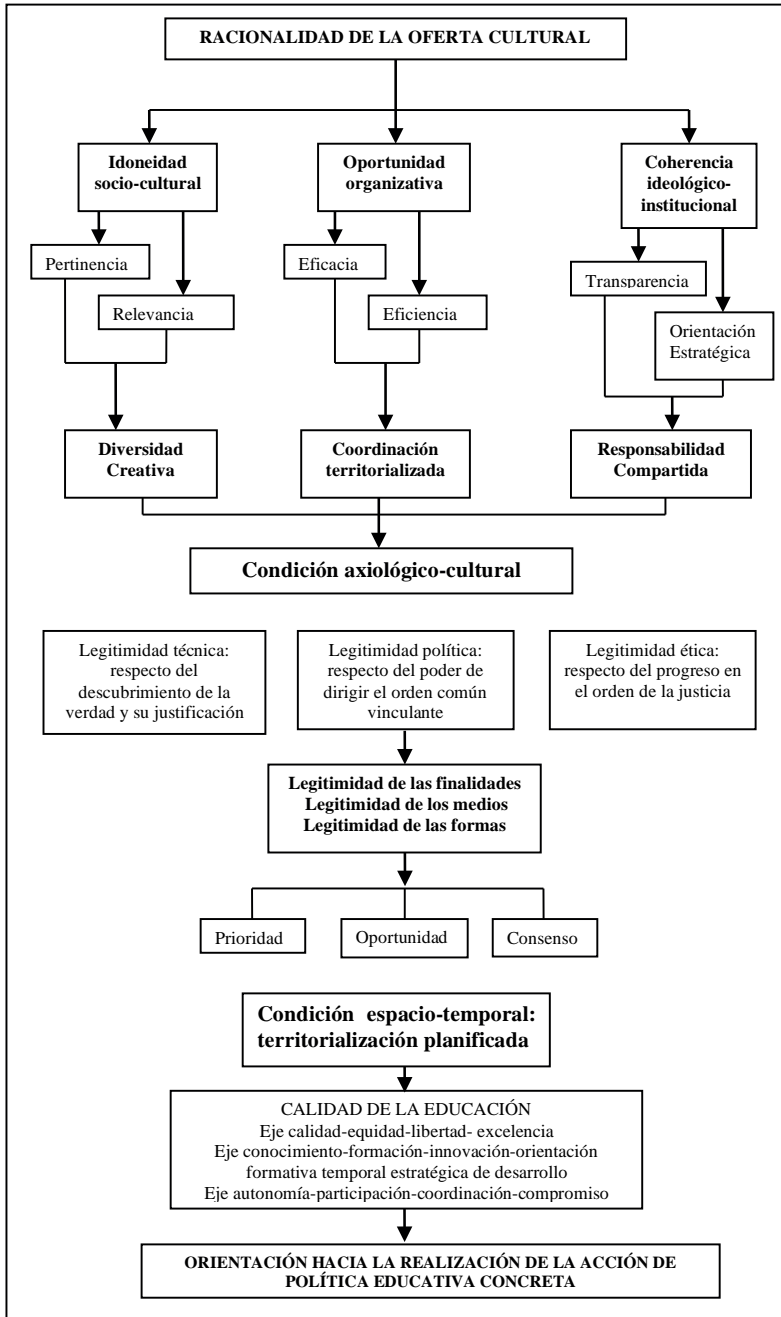 RACIONALIDAD DE LA OFERTA CULTURAL
Idoneidad
socio-cultural
Oportunidad
organizativa
Coherencia
ideológico-
institucional
Pertinencia
Relevancia
Eficacia
Eficiencia
Transparencia
Orientación
Estratégica
Diversidad
Creativa
Coordinación
territorializada
Responsabilidad
Compartida
Condición axiológico-cultural
Legitimidad técnica:
respecto del
descubrimiento de la
verdad y su justificación
Legitimidad política:
respecto del poder de
dirigir el orden común
vinculante
Legitimidad ética:
respecto del progreso en
el orden de la justicia
Legitimidad de las finalidades
Legitimidad de los medios
Legitimidad de las formas
Prioridad
Oportunidad
Consenso
Condición espacio-temporal:
territorialización planificada
CALIDAD DE LA EDUCACIÓN
Eje calidad-equidad-libertad- excelencia
Eje conocimiento-formación-innovación-orientación
formativa temporal estratégica de desarrollo
Eje autonomía-participación-coordinación-compromiso
ORIENTACIÓN HACIA LA REALIZACIÓN DE LA ACCIÓN DE
POLÍTICA EDUCATIVA CONCRETA